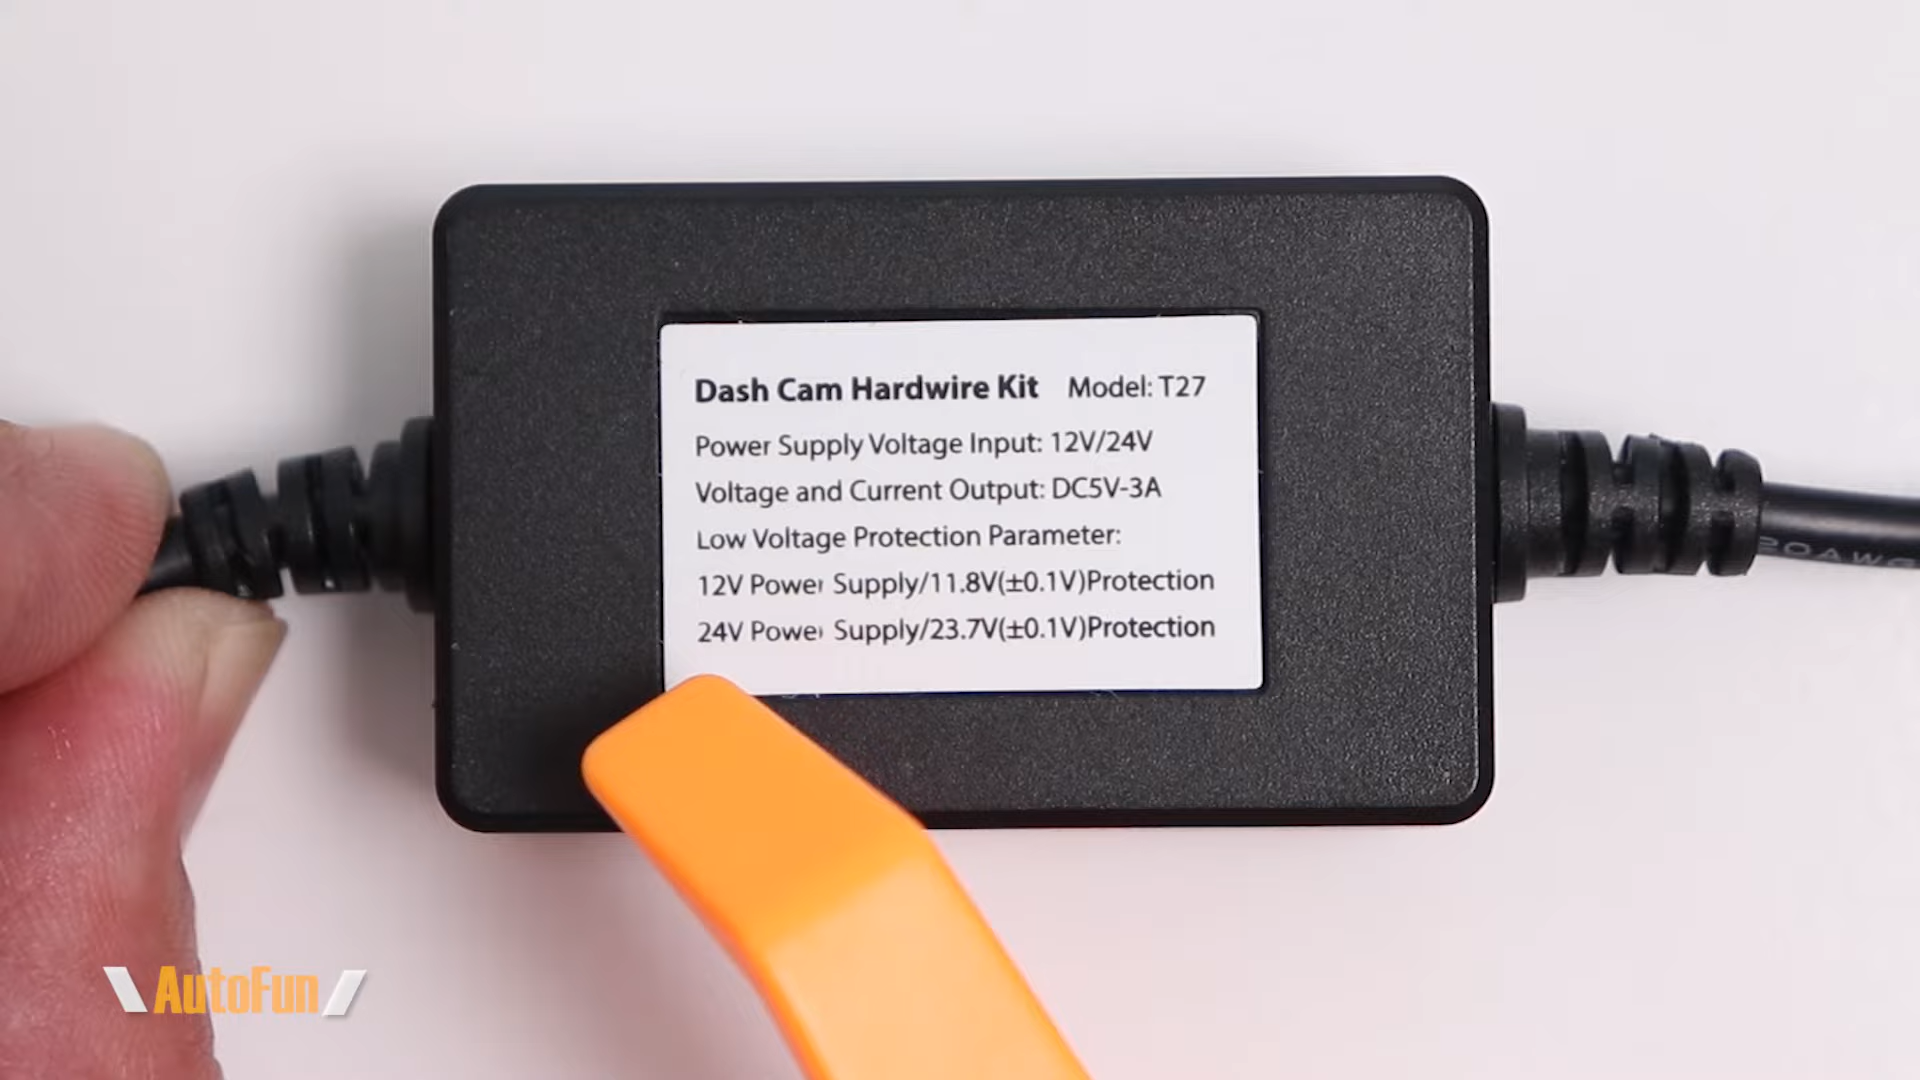 Dash Cam Hardwire Kit Model: T27
Power Supply Voltage Input: 12V/24V
Voltage and Current Output: DC5V-3A
Low Voltage Protection Parameter:
12V Power Supply/11.8V(±0.1V)Protection
24V Power Supply/23.7V(±0.1V)Protection
20AWG
AutoFun